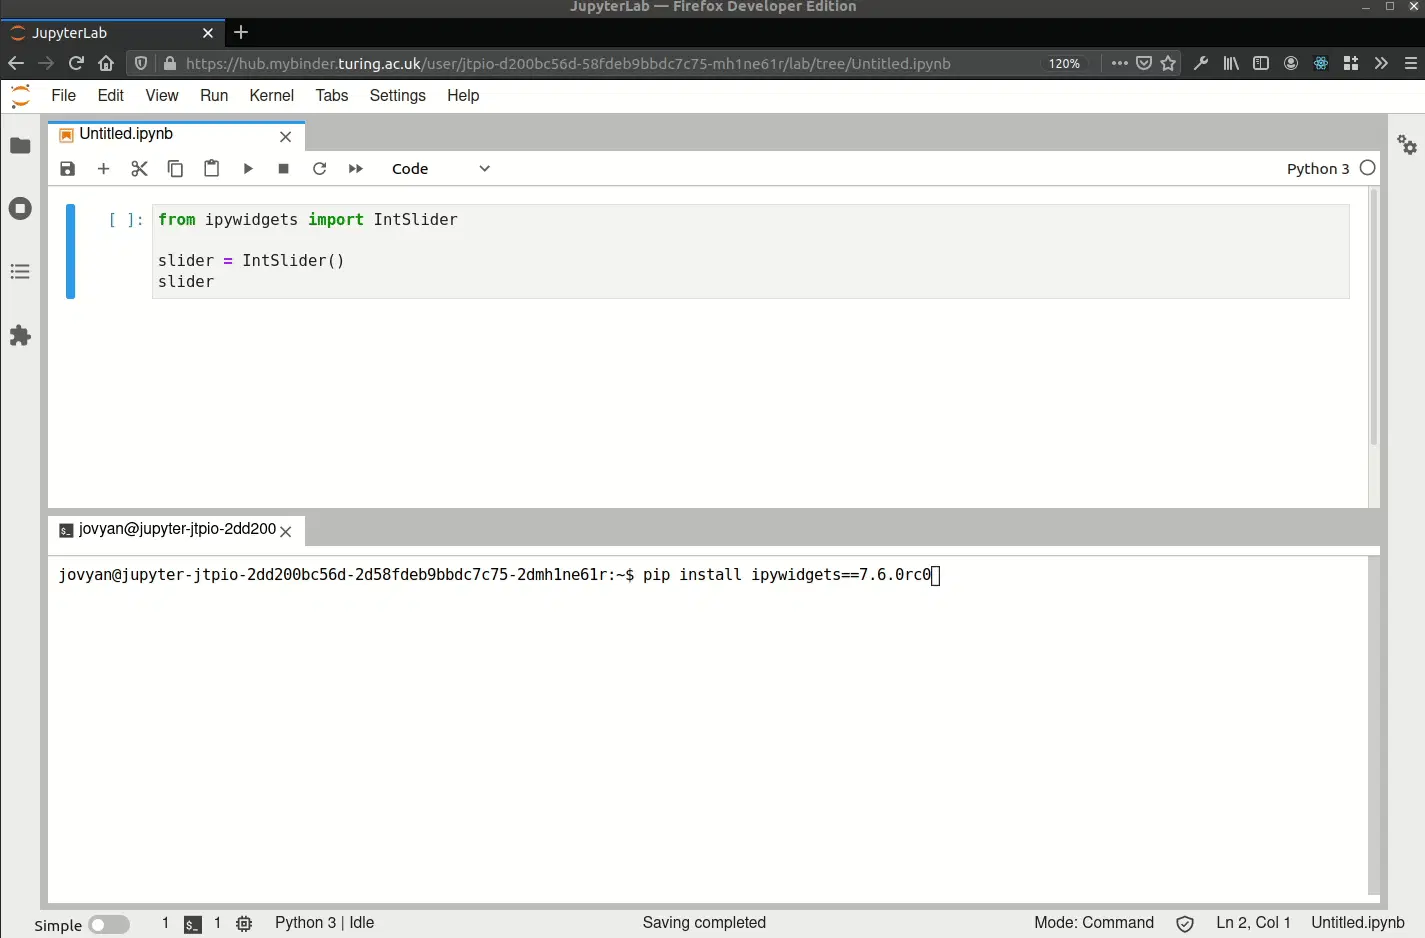 JupyterLab — Firefox Developer Edition
JupyterLab
https://hub.mybinder.turing.ac.uk/user/jtpio-d200bc56d-58fdeb9bbdc7c75-mh1ne61r/lab/tree/Untitled.ipynb 120%
File Edit View Run Kernel Tabs Settings Help
Untitled.ipynb
Code Python 3
[ ]: from ipywidgets import IntSlider
slider = IntSlider()
slider
jovyan@jupyter-jtpio-2dd200
jovyan@jupyter-jtpio-2dd200bc56d-2d58fdeb9bbdc7c75-2dmh1ne61r:~$ pip install ipywidgets==7.6.0rc0
Simple 1 $_ 1 Python 3 | Idle Saving completed Mode: Command Ln 2, Col 1 Untitled.ipynb